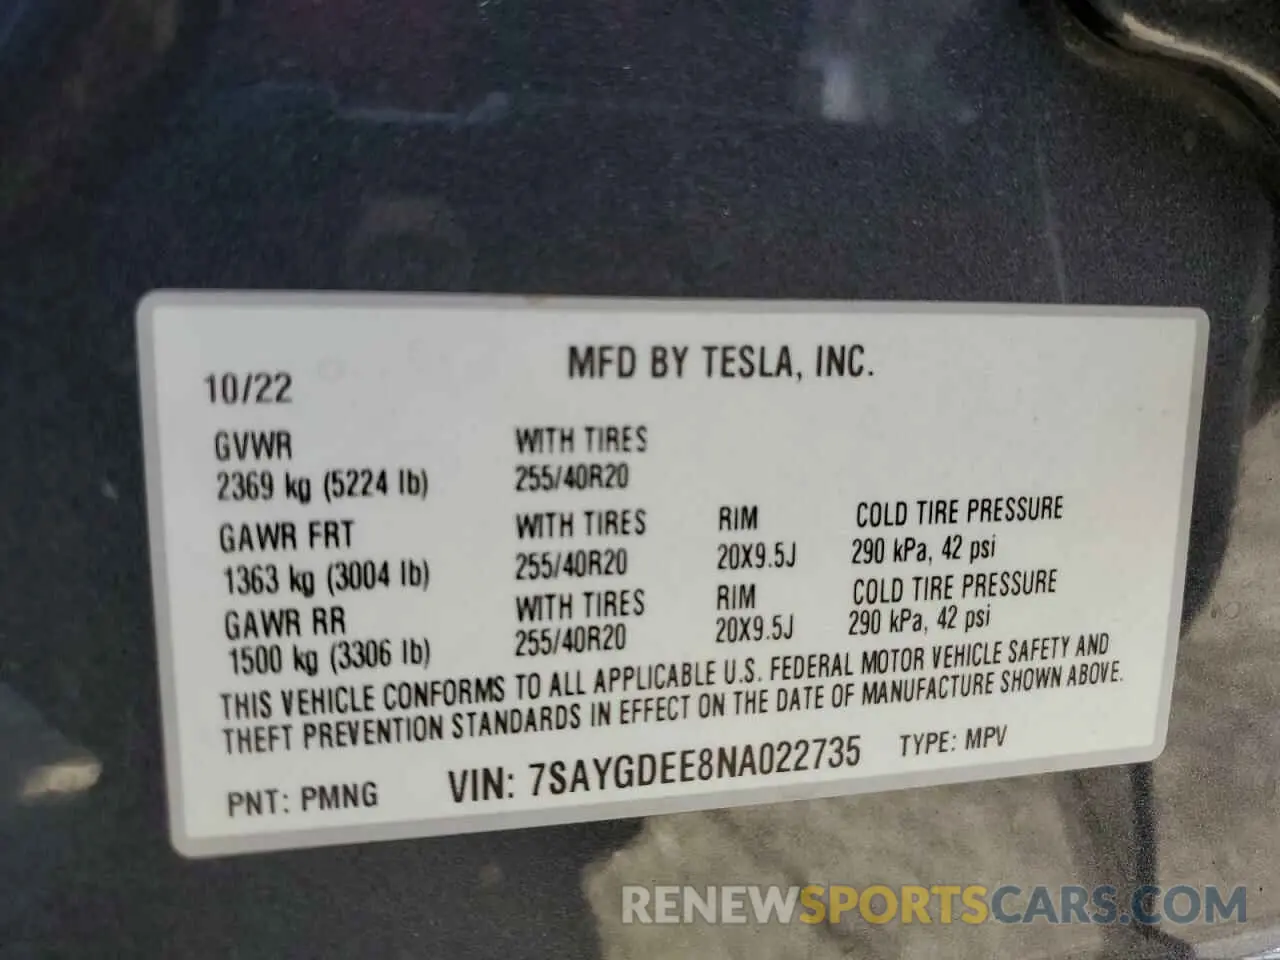 MFD BY TESLA, INC.
10/22
GVWR WITH TIRES
2369 kg (5224 lb) 255/40R20
GAWR FRT WITH TIRES RIM COLD TIRE PRESSURE
1363 kg (3004 lb) 255/40R20 20X9.5J 290 kPa, 42 psi
GAWR RR WITH TIRES RIM COLD TIRE PRESSURE
1500 kg (3306 lb) 255/40R20 20X9.5J 290 kPa, 42 psi
THIS VEHICLE CONFORMS TO ALL APPLICABLE U.S. FEDERAL MOTOR VEHICLE SAFETY AND
THEFT PREVENTION STANDARDS IN EFFECT ON THE DATE OF MANUFACTURE SHOWN ABOVE.
PNT: PMNG VIN: 7SAYGDEE8NA022735 TYPE: MPV
RENEWSPORTSCARS.COM